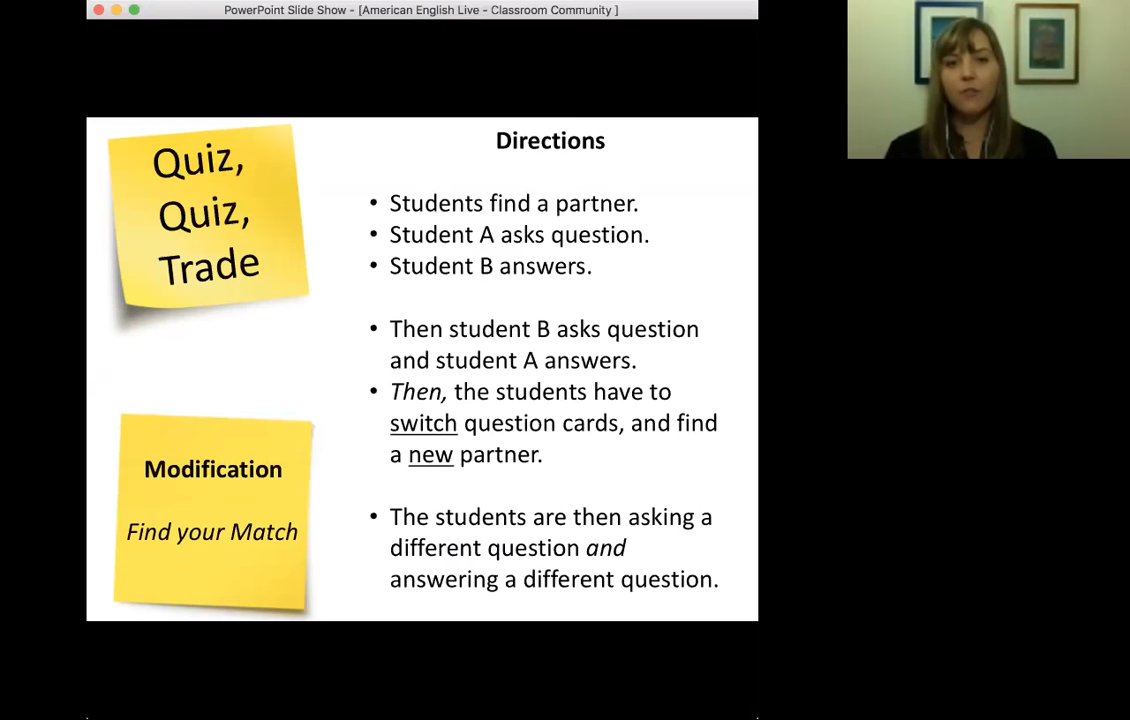 PowerPoint Slide Show - [American English Live - Classroom Community ]
Quiz,
Quiz,
Trade
Modification
Find your Match
Directions
• Students find a partner.
• Student A asks question.
• Student B answers.
• Then student B asks question
and student A answers.
• Then, the students have to
switch question cards, and find
a new partner.
• The students are then asking a
different question and
answering a different question.